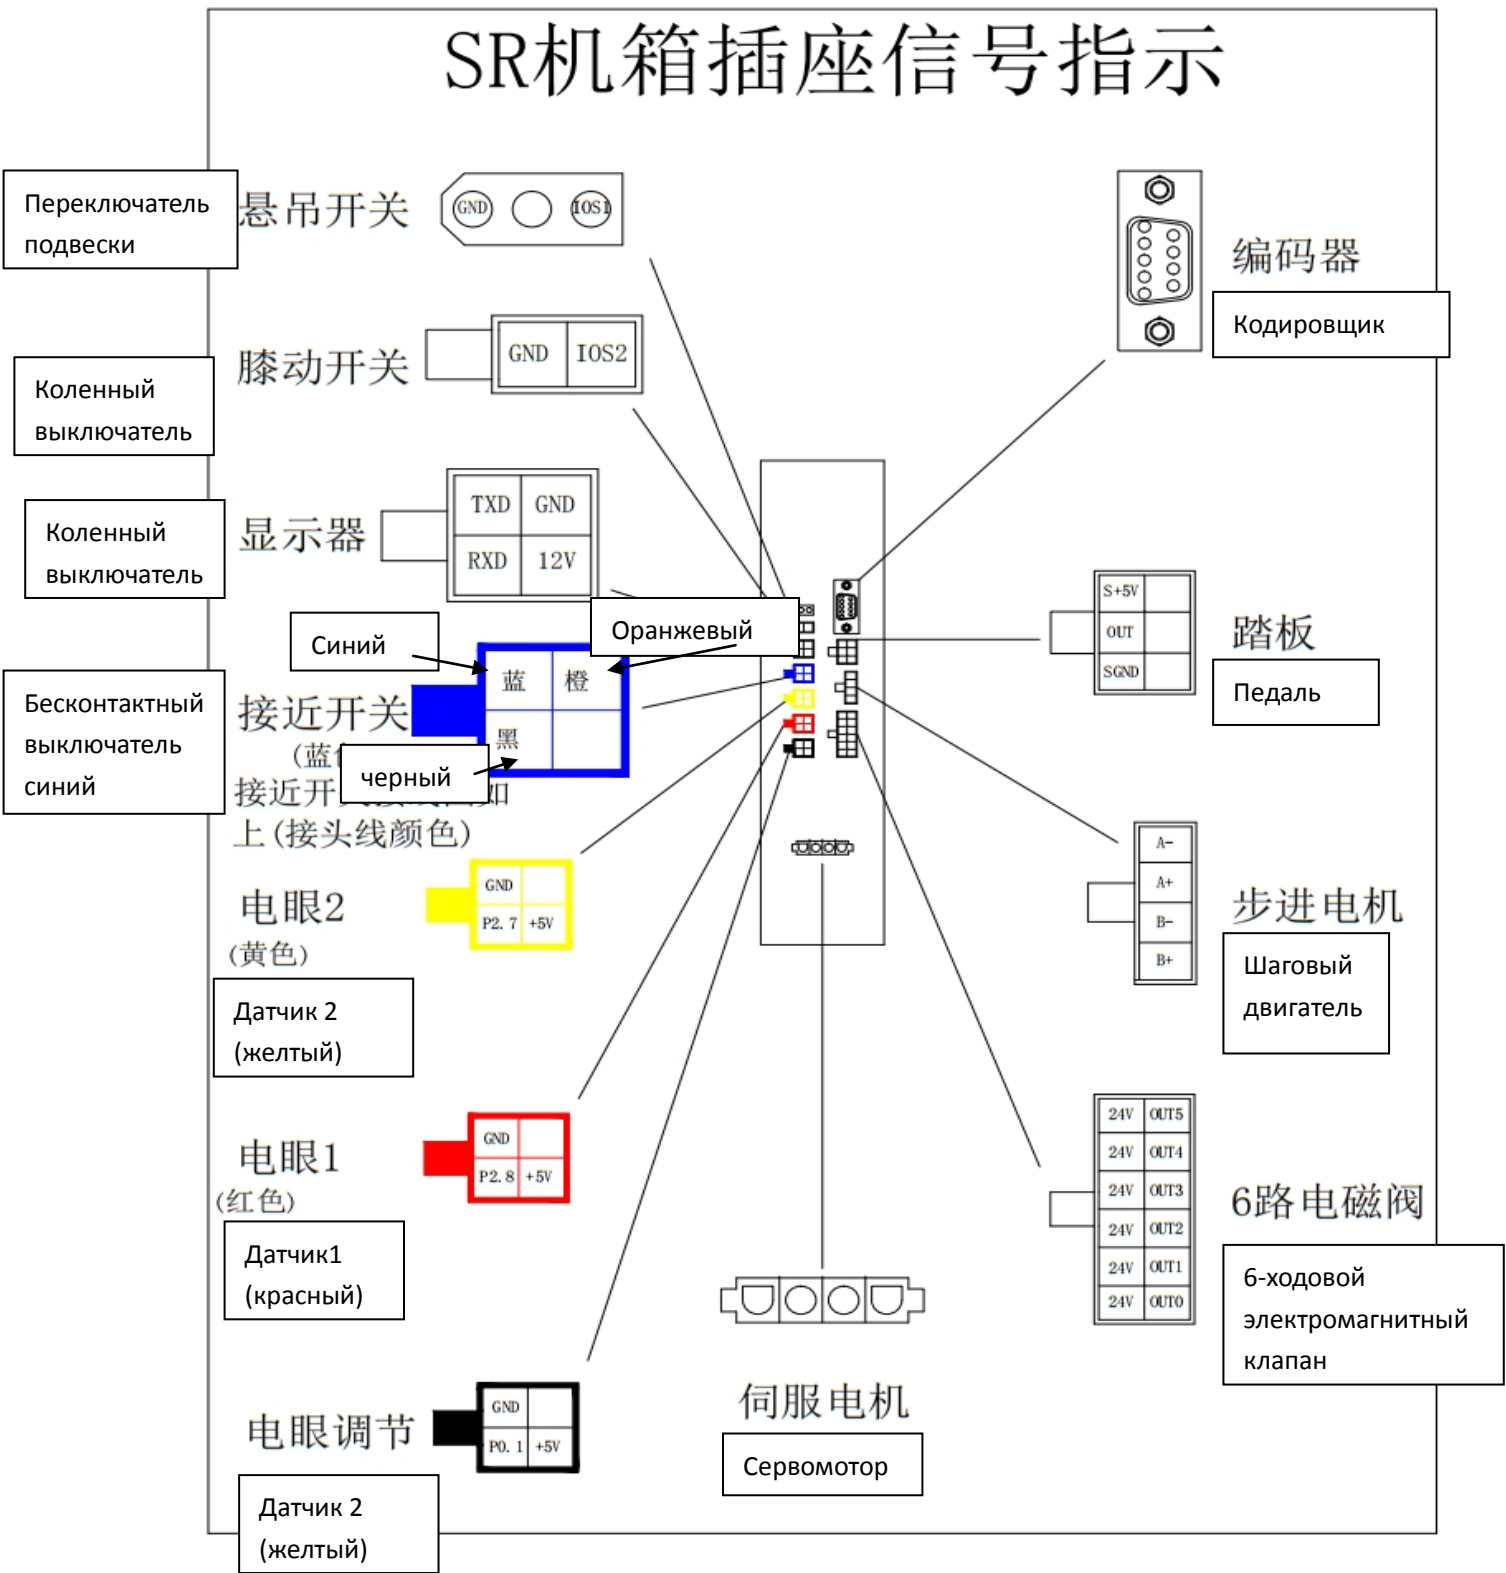 SR机箱插座信号指示
Переключатель
подвески
悬吊开关
GND
IOS1
编码器
Кодировщик
膝动开关
GND IOS2
Коленный
выключатель
显示器
TXD GND
RXD 12V
Коленный
выключатель
S+5V
OUT
SGND
踏板
Педаль
Синий
Оранжевый
蓝 橙
黑
черный
Бесконтактный
выключатель
синий
接近开关
(蓝
接近开
如
上(接头线颜色)
A-
A+
B-
B+
步进电机
Шаговый
двигатель
电眼2
(黄色)
GND
P2.7 +5V
Датчик 2
(желтый)
电眼1
(红色)
GND
P2.8 +5V
Датчик1
(красный)
24V OUT5
24V OUT4
24V OUT3
24V OUT2
24V OUT1
24V OUT0
6路电磁阀
6-ходовой
электромагнитный
клапан
伺服电机
Сервомотор
电眼调节
GND
P0.1 +5V
Датчик 2
(желтый)